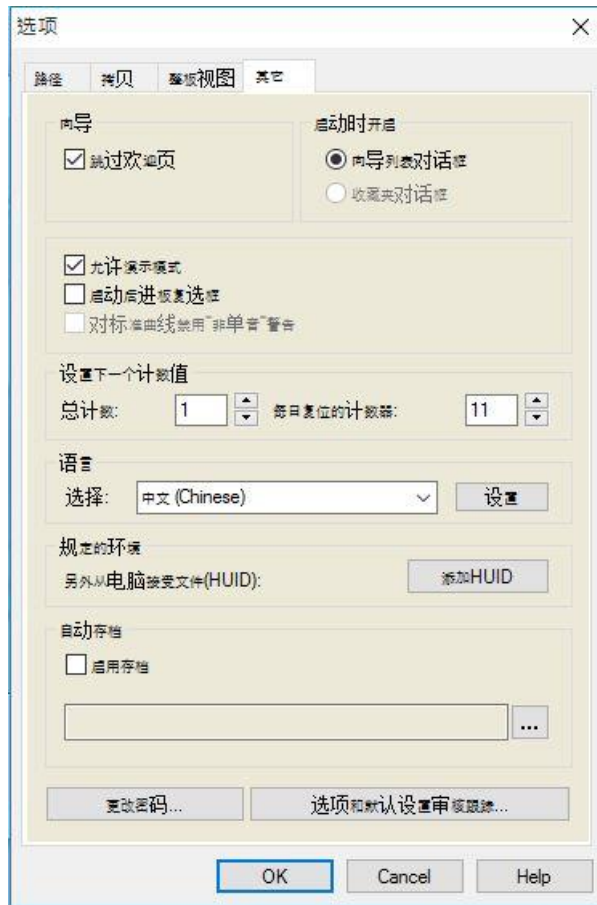 选项
路径 拷贝 整板视图 其它
向导
跳过欢迎页
启动时开启
向导列表对话框
收藏夹对话框
允许演示模式
启动后进板复选框
对标准曲线禁用"非单音"警告
设置下一个计数值
总计数: 1 每日复位的计数器: 11
语言
选择: 中文 (Chinese) 设置
规定的环境
另外从电脑接受文件(HUID): 添加HUID
自动存档
启用存档
...
更改密码... 选项和默认设置审核跟踪...
OK Cancel Help